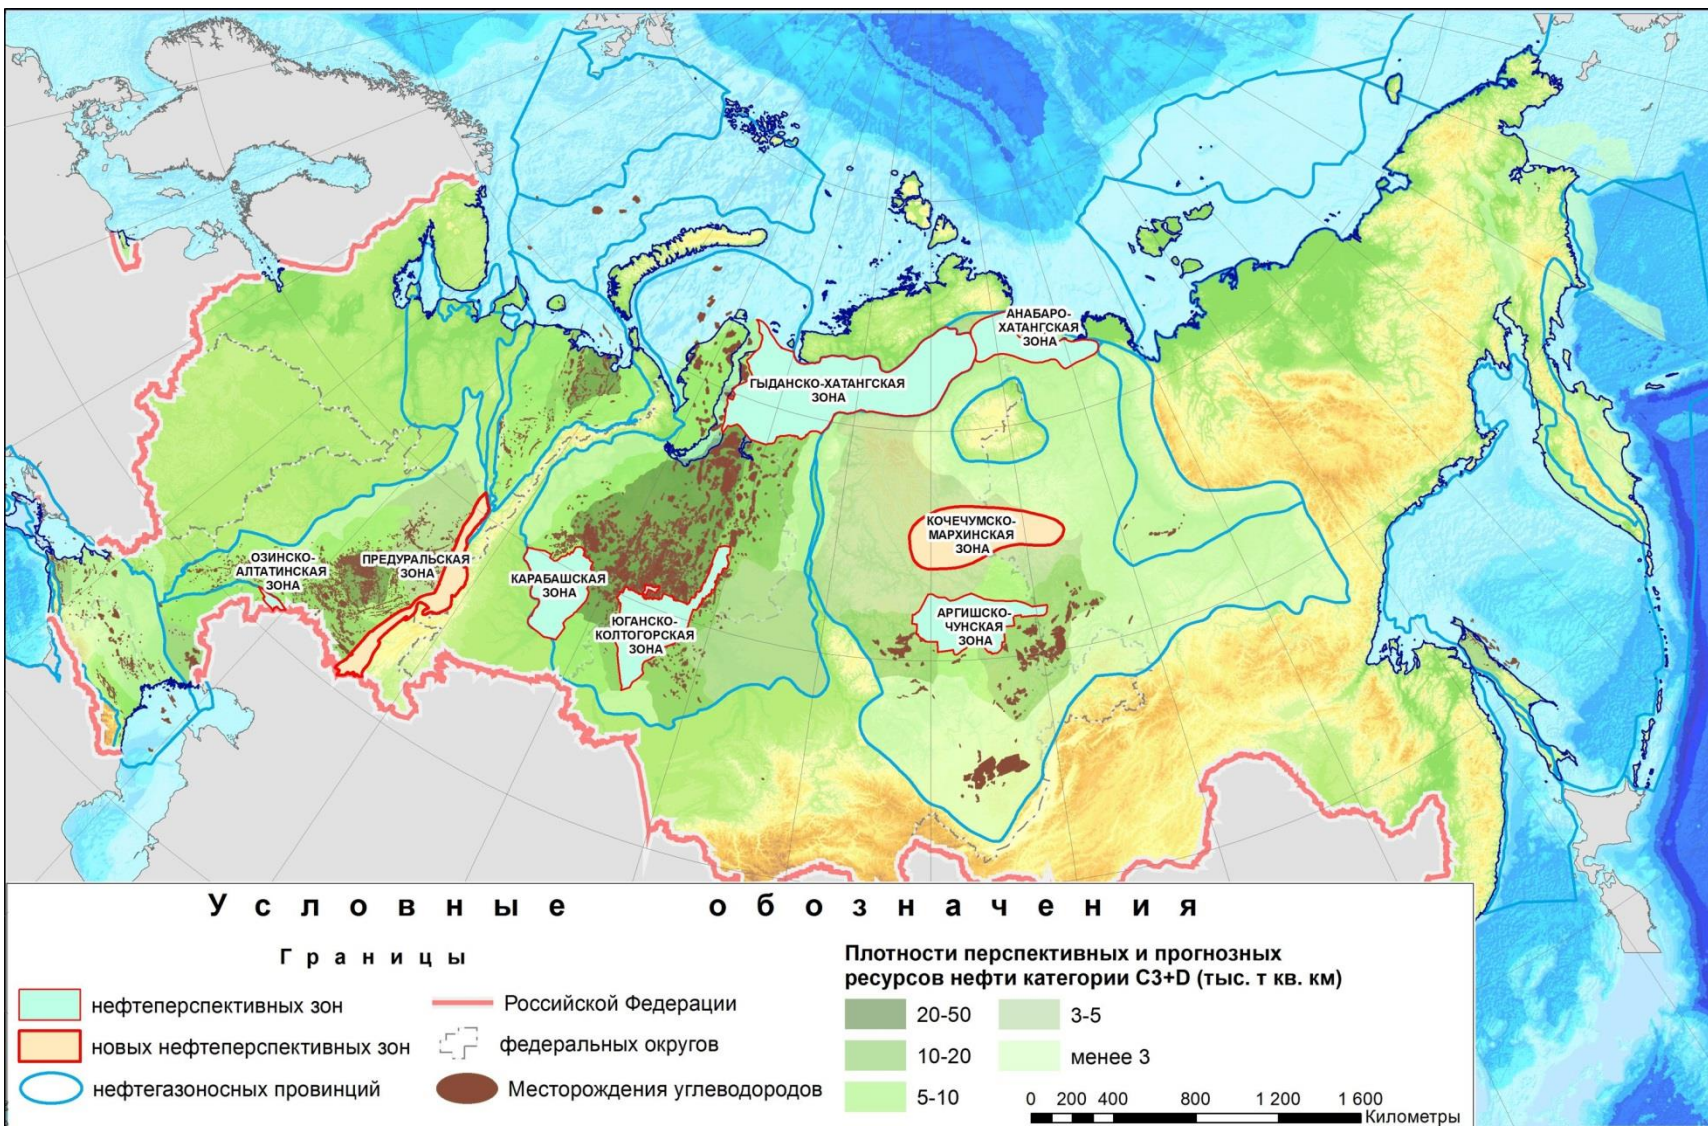 АНАБАРО-
ХАТАНГСКАЯ
ЗОНА
ГЫДАНСКО-ХАТАНГСКАЯ
ЗОНА
КОЧЕЧУМСКО-
МАРХИНСКАЯ
ЗОНА
ОЗИНСКО-
АЛТАТИНСКАЯ
ЗОНА
ПРЕДУРАЛЬСКАЯ
ЗОНА
КАРАБАШСКАЯ
ЗОНА
ЮГАНСКО-
КОЛТОГОРСКАЯ
ЗОНА
АРГИШСКО-
ЧУНСКАЯ
ЗОНА
Условные обозначения
Границы
нефтеперспективных зон
новых нефтеперспективных зон
нефтегазоносных провинций
Российской Федерации
федеральных округов
Месторождения углеводородов
Плотности перспективных и прогнозных
ресурсов нефти категории С3+D (тыс. т кв. км)
20-50
10-20
5-10
3-5
менее 3
0 200 400 800 1 200 1 600
Километры